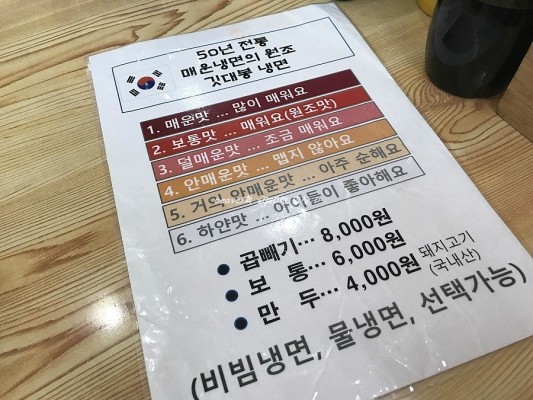 50년 전통
매운냉면의 원조
깃대봉 냉면
1. 매운맛 ... 많이 매워요
2. 보통맛 ... 매워요(원조맛)
3. 덜매운맛 ... 조금 매워요
4. 안매운맛 ... 맵지 않아요
5. 거의 안매운맛 ... 아주 순해요
6. 하얀맛 ... 아이들이 좋아해요
● 곱빼기··· 8,000원
● 보 통··· 6,000원
● 만 두··· 4,000원 돼지고기
(국내산)
(비빔냉면, 물냉면, 선택가능)